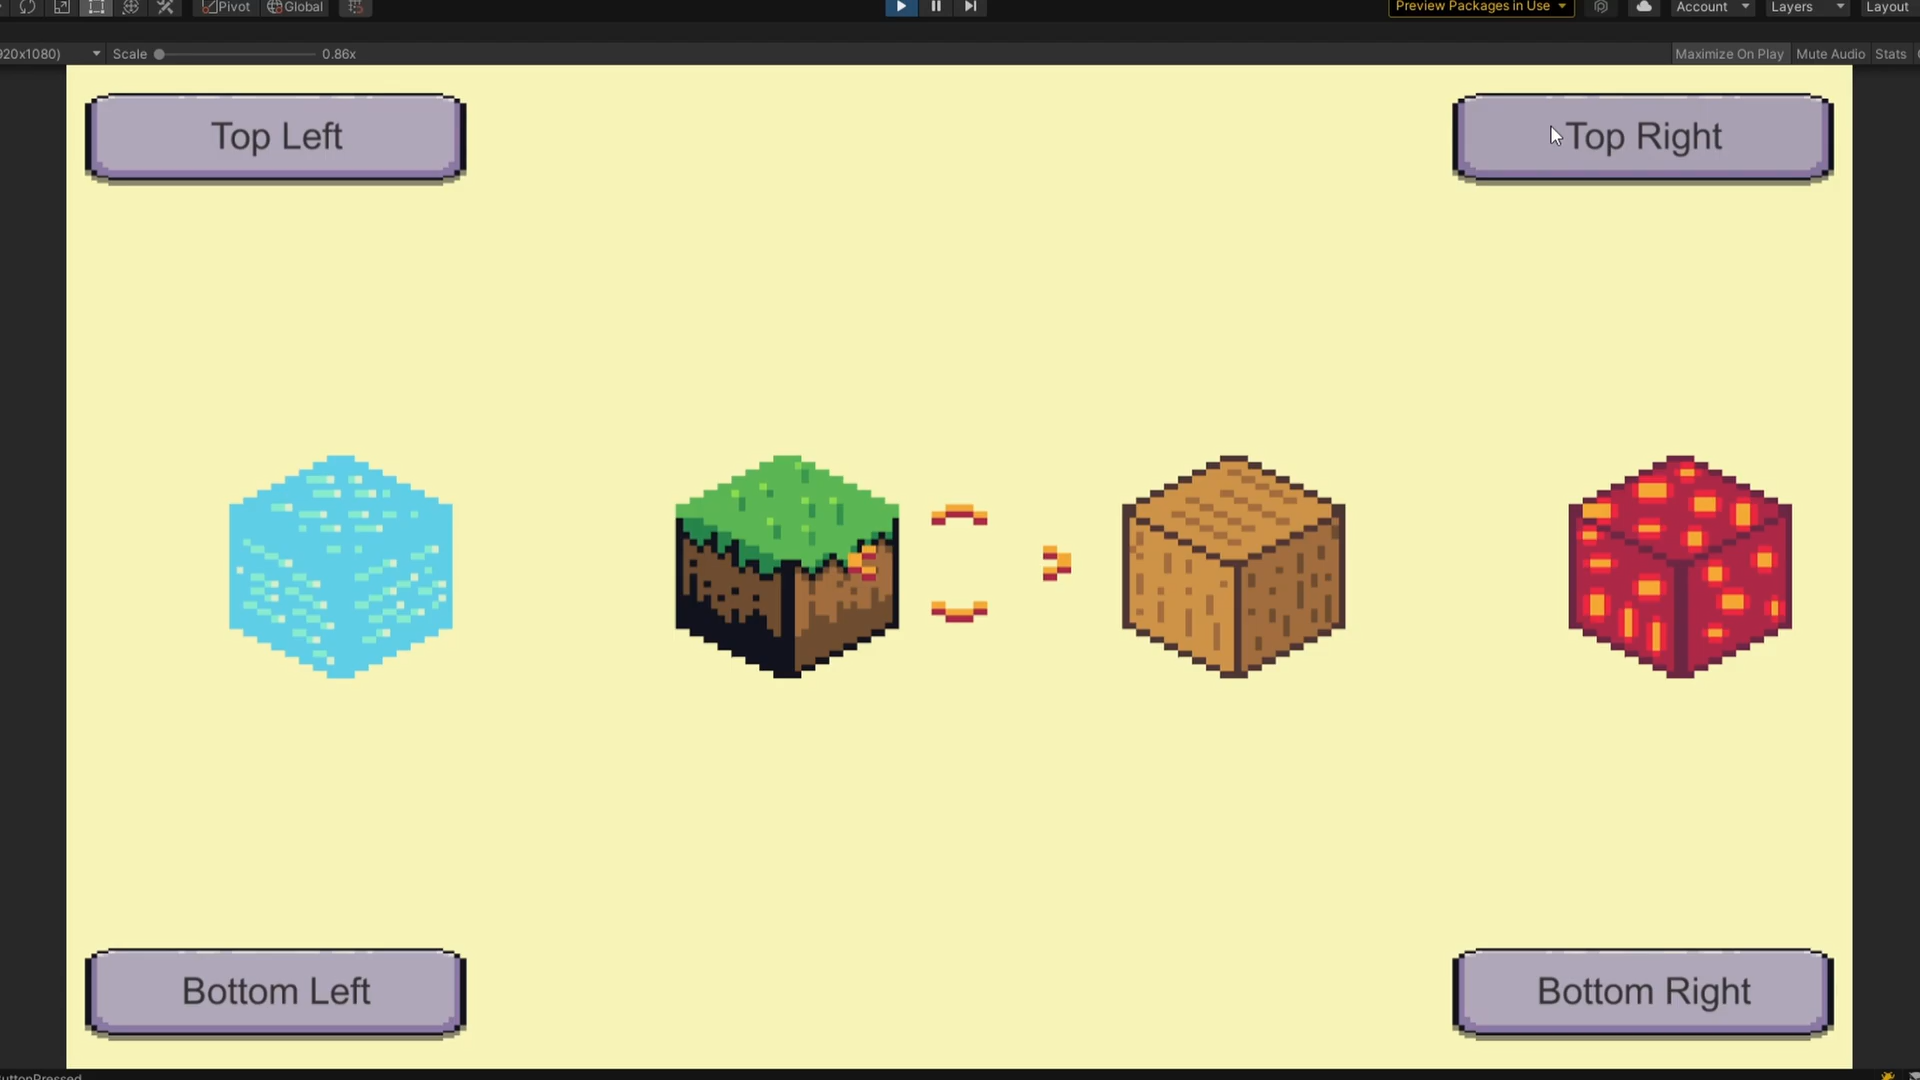 Pivot Global Preview Packages in Use Account Layers Layout
920x1080) Scale 0.86x Maximize On Play Mute Audio Stats
Top Left
Top Right
Bottom Left
Bottom Right